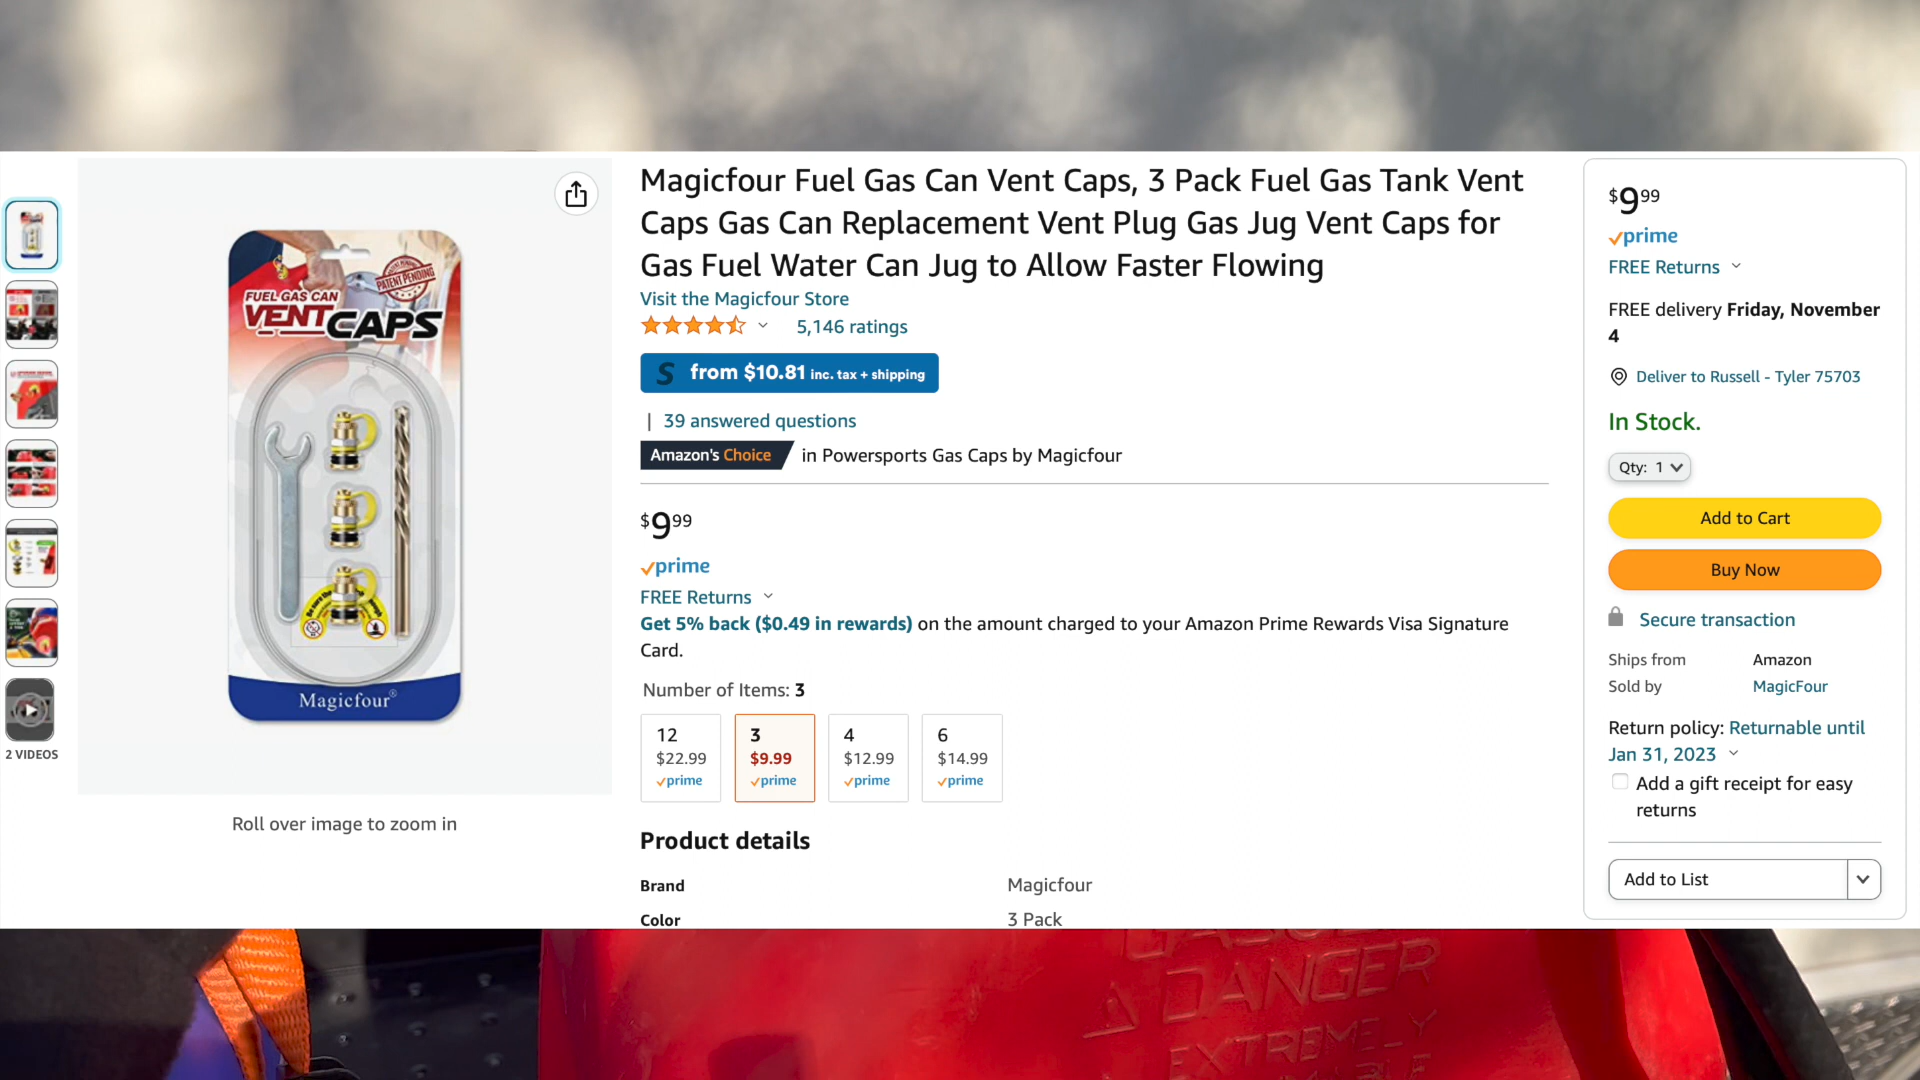 Magicfour Fuel Gas Can Vent Caps, 3 Pack Fuel Gas Tank Vent
Caps Gas Can Replacement Vent Plug Gas Jug Vent Caps for
Gas Fuel Water Can Jug to Allow Faster Flowing
Visit the Magicfour Store
5,146 ratings
from $10.81 inc. tax + shipping
| 39 answered questions
Amazon's Choice in Powersports Gas Caps by Magicfour
$9 99
prime
FREE Returns
Get 5% back ($0.49 in rewards) on the amount charged to your Amazon Prime Rewards Visa Signature
Card.
Number of Items: 3
12
$22.99
prime
3
$9.99
prime
4
$12.99
prime
6
$14.99
prime
Product details
Brand Magicfour
Color 3 Pack
PATENT PENDING
FUEL GAS CAN
VENT CAPS
Magicfour®
2 VIDEOS
Roll over image to zoom in
$9 99
prime
FREE Returns
FREE delivery Friday, November
4
Deliver to Russell - Tyler 75703
In Stock.
Qty: 1
Add to Cart
Buy Now
Secure transaction
Ships from Amazon
Sold by MagicFour
Return policy: Returnable until
Jan 31, 2023
Add a gift receipt for easy
returns
Add to List
DANGER